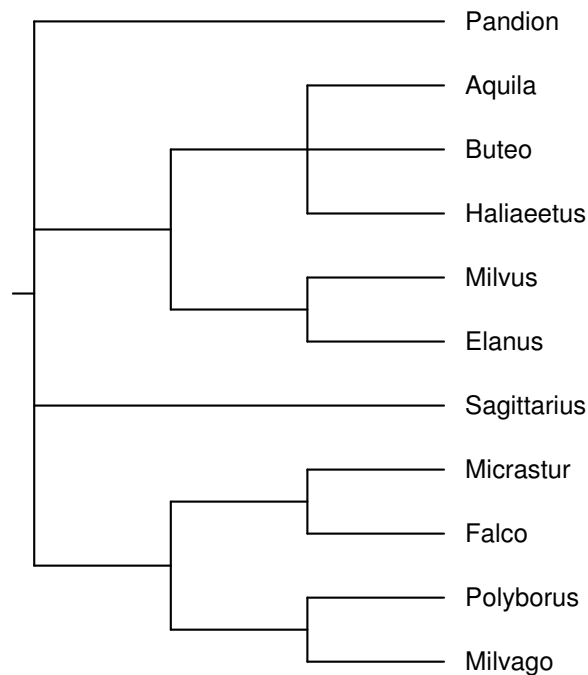 Pandion
Aquila
Buteo
Haliaeetus
Milvus
Elanus
Sagittarius
Micrastur
Falco
Polyborus
Milvago